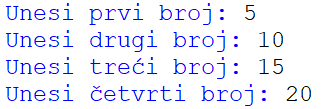 Unesi prvi broj: 5
Unesi drugi broj: 10
Unesi treći broj: 15
Unesi četvrti broj: 20